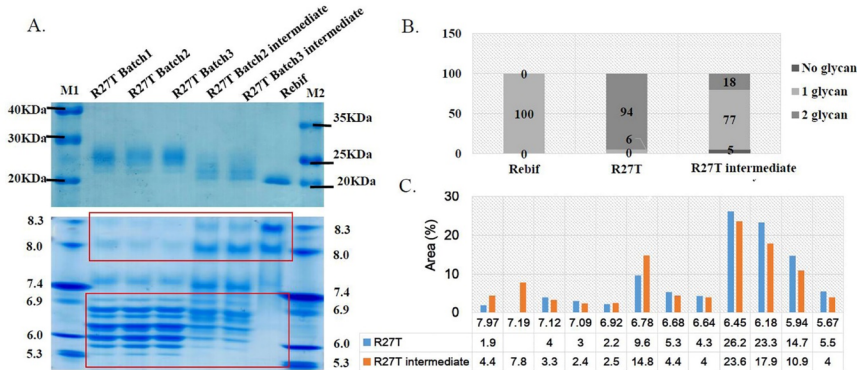 A.
M1
R27T Batch1
R27T Batch2
R27T Batch3
R27T Batch2 intermediate
R27T Batch3 intermediate
Rebif
M2
40KDa
30KDa
20KDa
35KDa
25KDa
20KDa
8.3
8.0
7.4
6.9
6.0
5.3
8.3
8.0
7.4
6.9
6.0
5.3
B.
150
100
50
0
0
100
0
94
6
0
18
77
5
Rebif
R27T
R27T intermediate
No glycan
1 glycan
2 glycan
C.
Area (%)
30
20
10
0
7.97 7.19 7.12 7.09 6.92 6.78 6.68 6.64 6.45 6.18 5.94 5.67
R27T 1.9 4 3 2.2 9.6 5.3 4.3 26.2 23.3 14.7 5.5
R27T intermediate 4.4 7.8 3.3 2.4 2.5 14.8 4.4 4 23.6 17.9 10.9 4